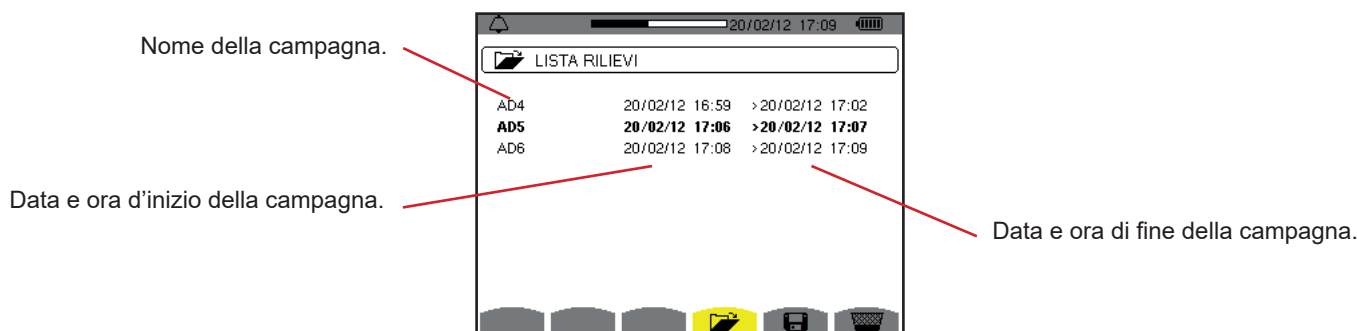 20/02/12 17:09
Nome della campagna.
LISTA RILIEVI
AD4 20/02/12 16:59 >20/02/12 17:02
AD5 20/02/12 17:06 >20/02/12 17:07
AD6 20/02/12 17:08 >20/02/12 17:09
Data e ora d’inizio della campagna.
Data e ora di fine della campagna.